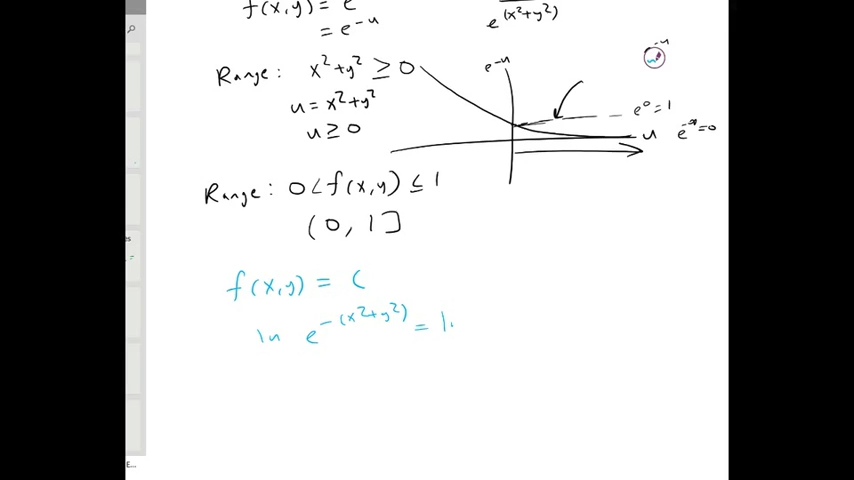 f(x,y) = e
= e^-u
e^(x²+y²)
Range: x²+y² ≥ 0
u = x²+y²
u ≥ 0
e^-u
e^0 = 1
u e^-∞ = 0
Range: 0 < f(x,y) ≤ 1
(0, 1]
f(x,y) = C
ln e^-(x²+y²) = l